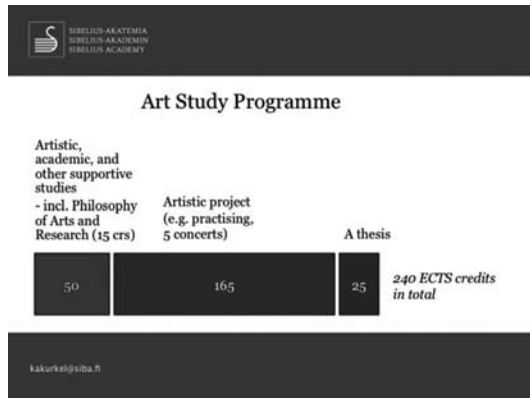 SIBELIUS-AKATEMIA
SIBELIUS-AKADEMIN
SIBELIUS ACADEMY
Art Study Programme
Artistic,
academic, and
other supportive
studies
- incl. Philosophy
of Arts and
Research (15 crs)
Artistic project
(e.g. practising,
5 concerts)
A thesis
50
165
25
240 ECTS credits
in total
kakurkel@siba.fi